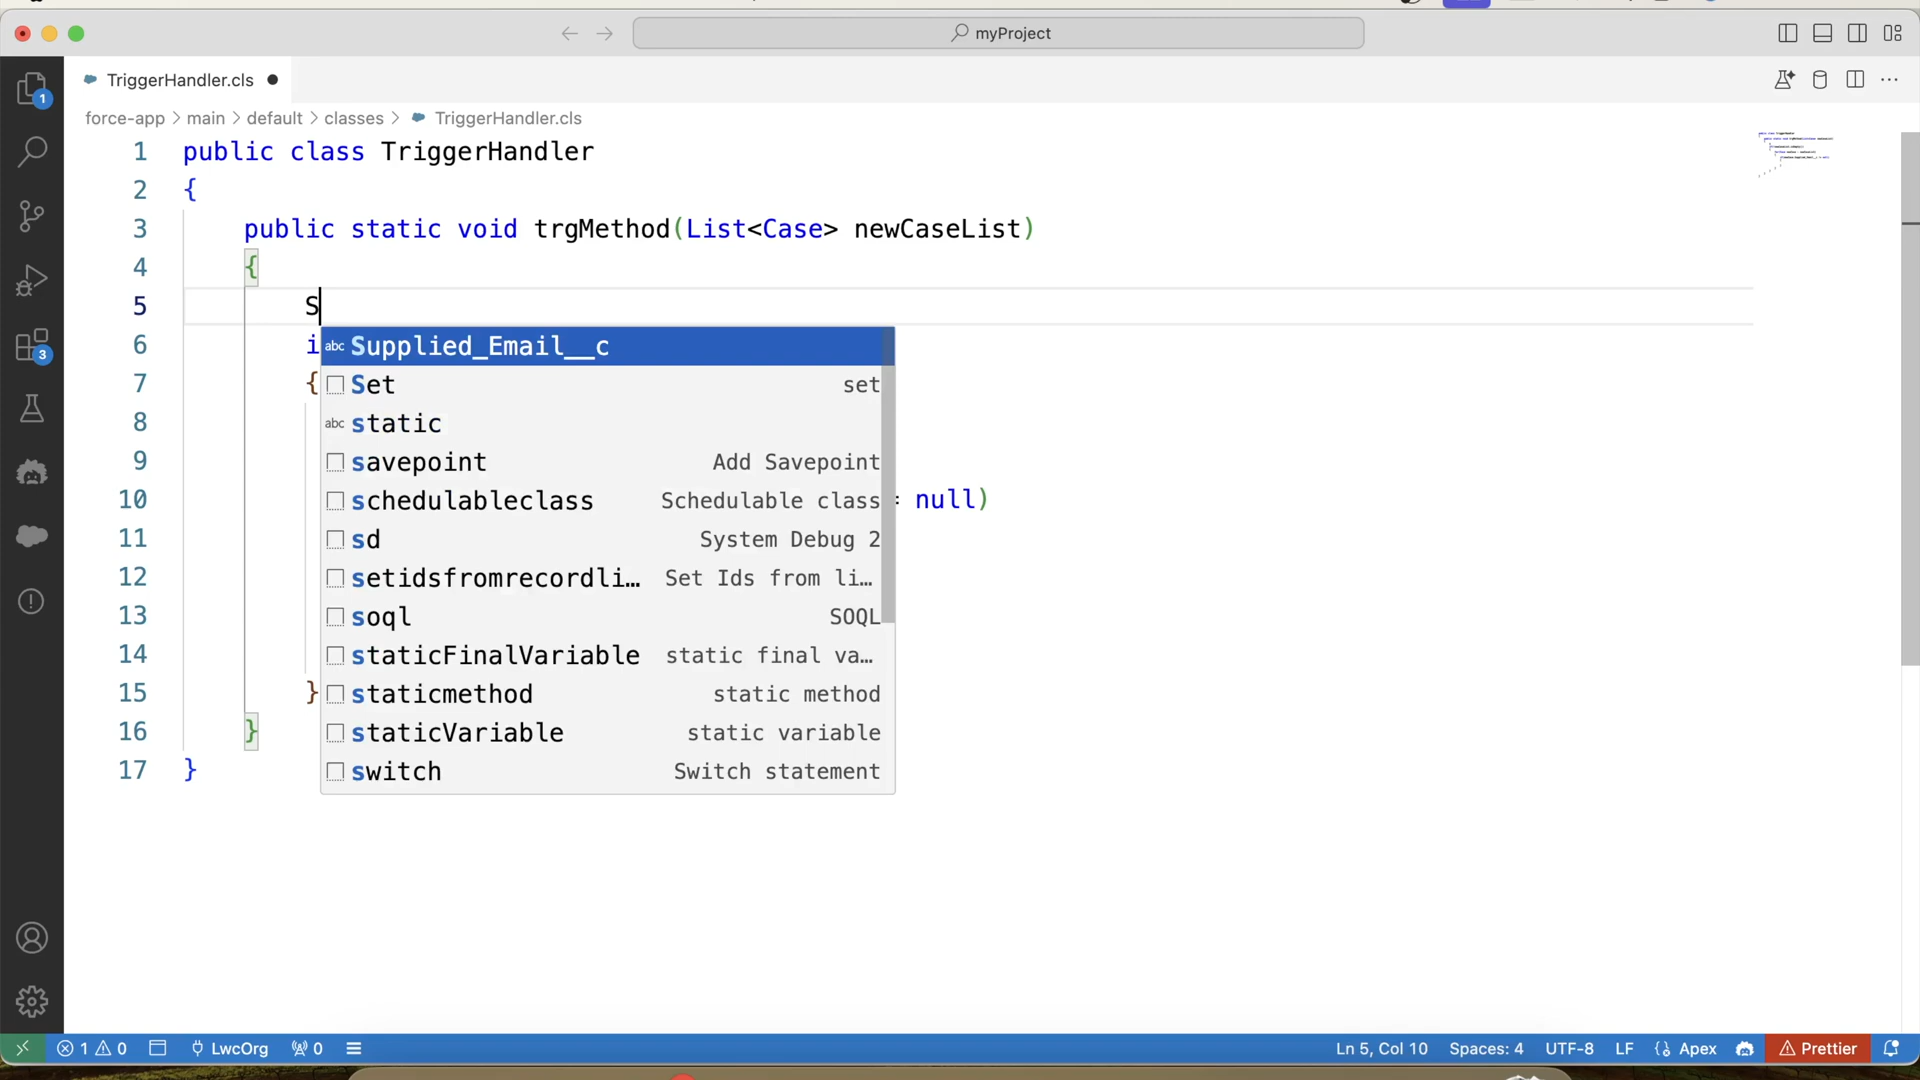 myProject
TriggerHandler.cls
force-app > main > default > classes > TriggerHandler.cls
1 public class TriggerHandler
2 {
3 public static void trgMethod(List<Case> newCaseList)
4 {
5 S
6 i
abc Supplied_Email__c
7 {
Set set
8
abc static
9
savepoint Add Savepoint
10
schedulableclass Schedulable class
= null)
11
sd System Debug 2
12
setidsfromrecordli… Set Ids from li…
13
soql SOQL
14
staticFinalVariable static final va…
15 }
staticmethod static method
16 }
staticVariable static variable
17 }
switch Switch statement
1
3
1 0 LwcOrg 0
Ln 5, Col 10 Spaces: 4 UTF-8 LF Apex Prettier